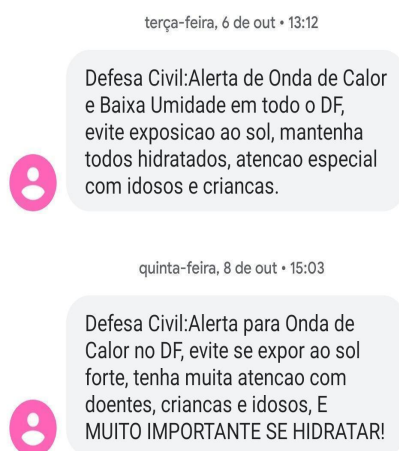 terça-feira, 6 de out • 13:12
Defesa Civil:Alerta de Onda de Calor
e Baixa Umidade em todo o DF,
evite exposicao ao sol, mantenha
todos hidratados, atencao especial
com idosos e criancas.
quinta-feira, 8 de out • 15:03
Defesa Civil:Alerta para Onda de
Calor no DF, evite se expor ao sol
forte, tenha muita atencao com
doentes, criancas e idosos, E
MUITO IMPORTANTE SE HIDRATAR!